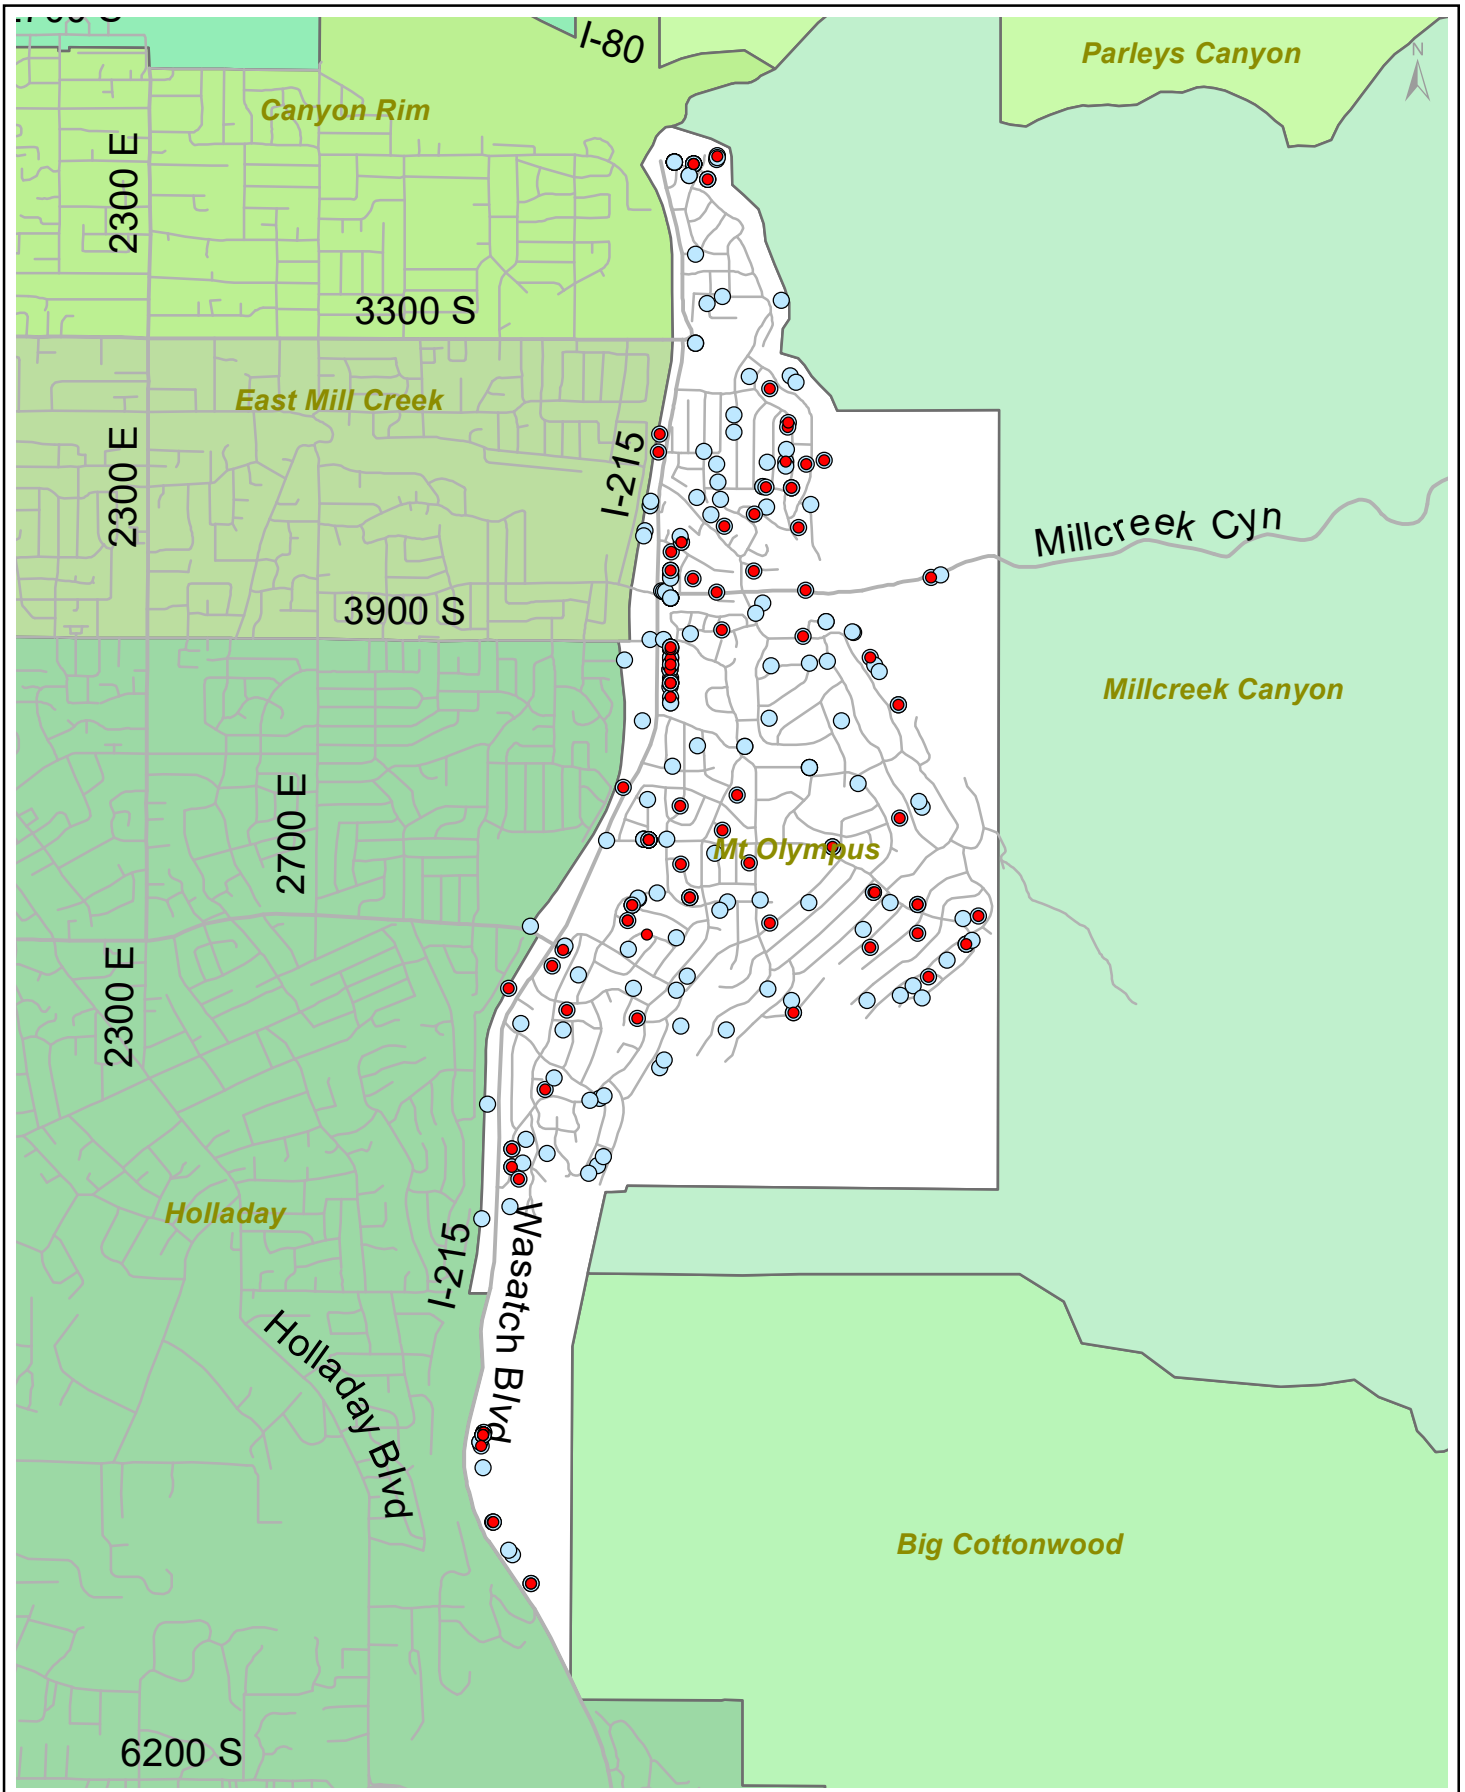 I-80
Parleys Canyon
N
Canyon Rim
2300 E
3300 S
East Mill Creek
2300 E
I-215
Millcreek Cyn
3900 S
Millcreek Canyon
2700 E
Mt Olympus
2300 E
Holladay
I-215
Wasatch Blvd
Holladay Blvd
Big Cottonwood
6200 S